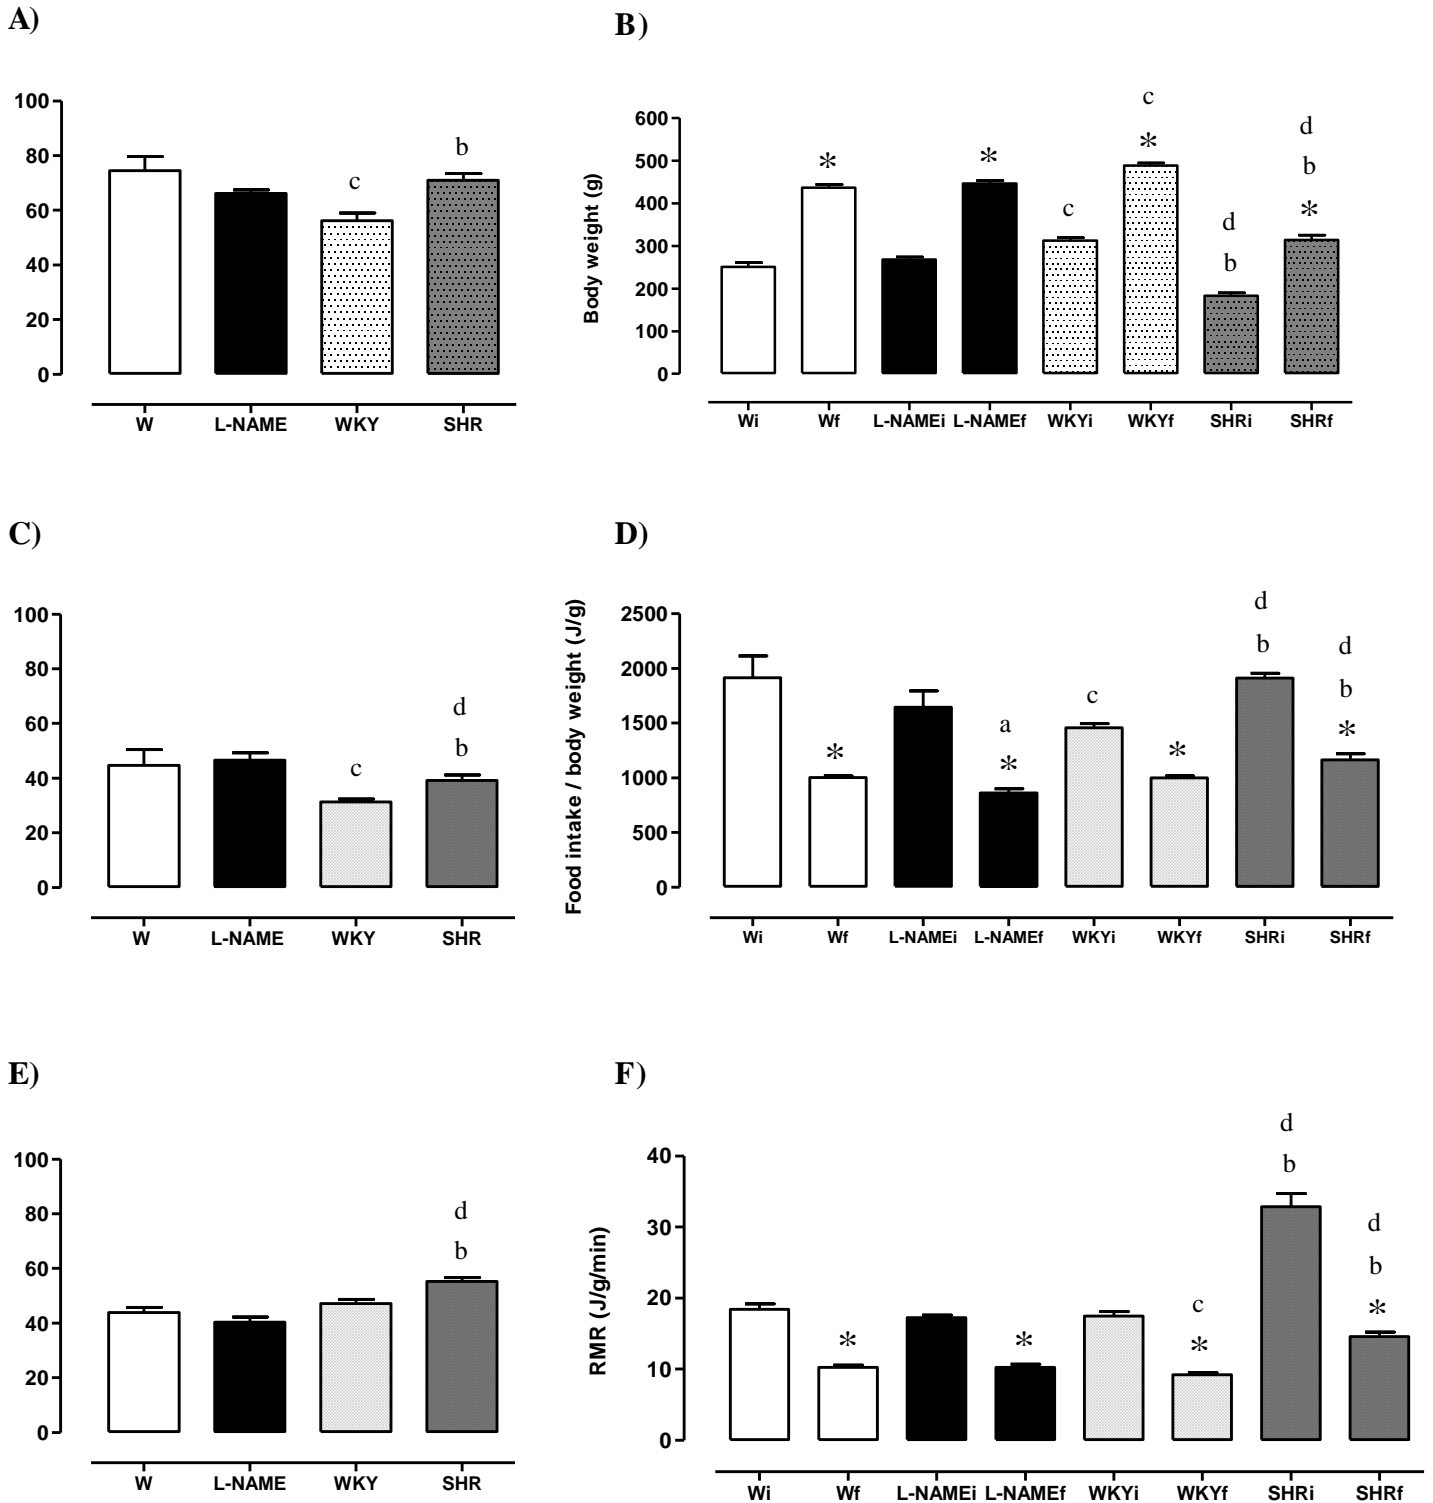 A)
B)
100
80
60
40
20
0
b
c
W
L-NAME
WKY
SHR
Body weight (g)
600
500
400
300
200
100
0
*
*
c
c
*
d
b
d
b
*
Wi
Wf
L-NAMEi
L-NAMEf
WKYi
WKYf
SHRi
SHRf
C)
D)
100
80
60
40
20
0
c
d
b
W
L-NAME
WKY
SHR
Food intake / body weight (J/g)
2500
2000
1500
1000
500
0
*
a
*
c
*
d
b
d
b
*
Wi
Wf
L-NAMEi
L-NAMEf
WKYi
WKYf
SHRi
SHRf
E)
F)
100
80
60
40
20
0
d
b
W
L-NAME
WKY
SHR
RMR (J/g/min)
40
30
20
10
0
*
*
c
*
d
b
d
b
*
Wi
Wf
L-NAMEi
L-NAMEf
WKYi
WKYf
SHRi
SHRf